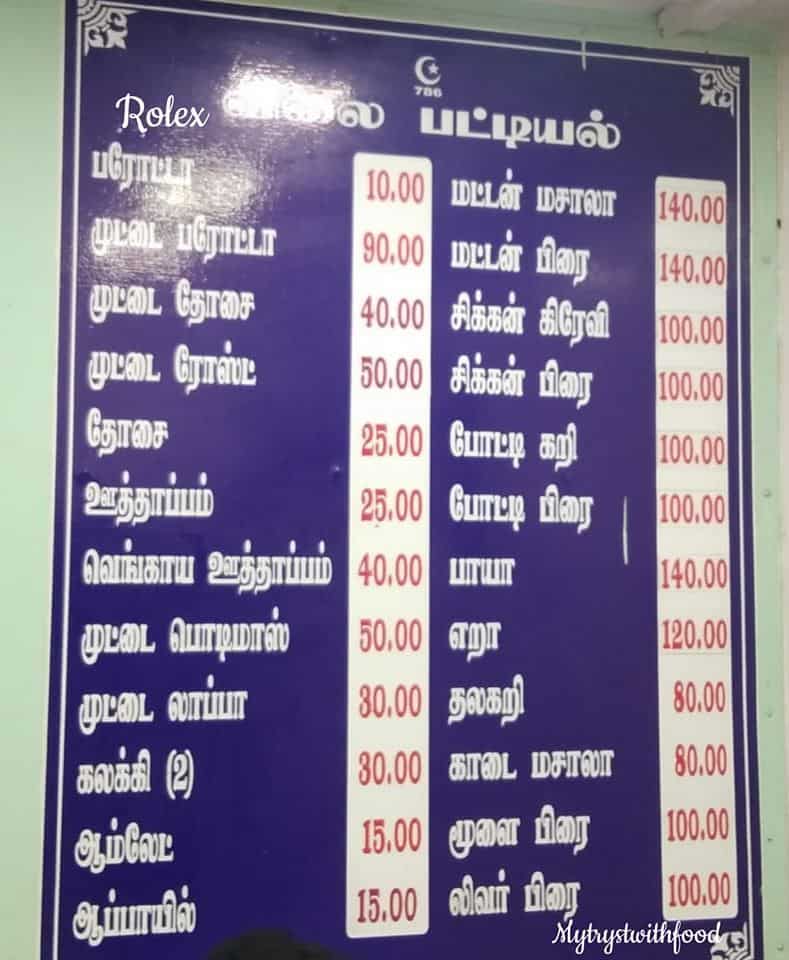 786
Rolex விலை பட்டியல்
பரோட்டா 10.00
முட்டை பரோட்டா 90.00
முட்டை தோசை 40.00
முட்டை ரோஸ்ட் 50.00
தோசை 25.00
ஊத்தாப்பம் 25.00
வெங்காய ஊத்தாப்பம் 40.00
முட்டை பொடிமாஸ் 50.00
முட்டை லாப்பா 30.00
கலக்கி (2) 30.00
ஆம்லேட் 15.00
ஆப்பாயில் 15.00
மட்டன் மசாலா 140.00
மட்டன் பிரை 140.00
சிக்கன் கிரேவி 100.00
சிக்கன் பிரை 100.00
போட்டி கறி 100.00
போட்டி பிரை 100.00
பாயா 140.00
எறா 120.00
தலகறி 80.00
காடை மசாலா 80.00
மூளை பிரை 100.00
லிவர் பிரை 100.00
Mytrystwithfood